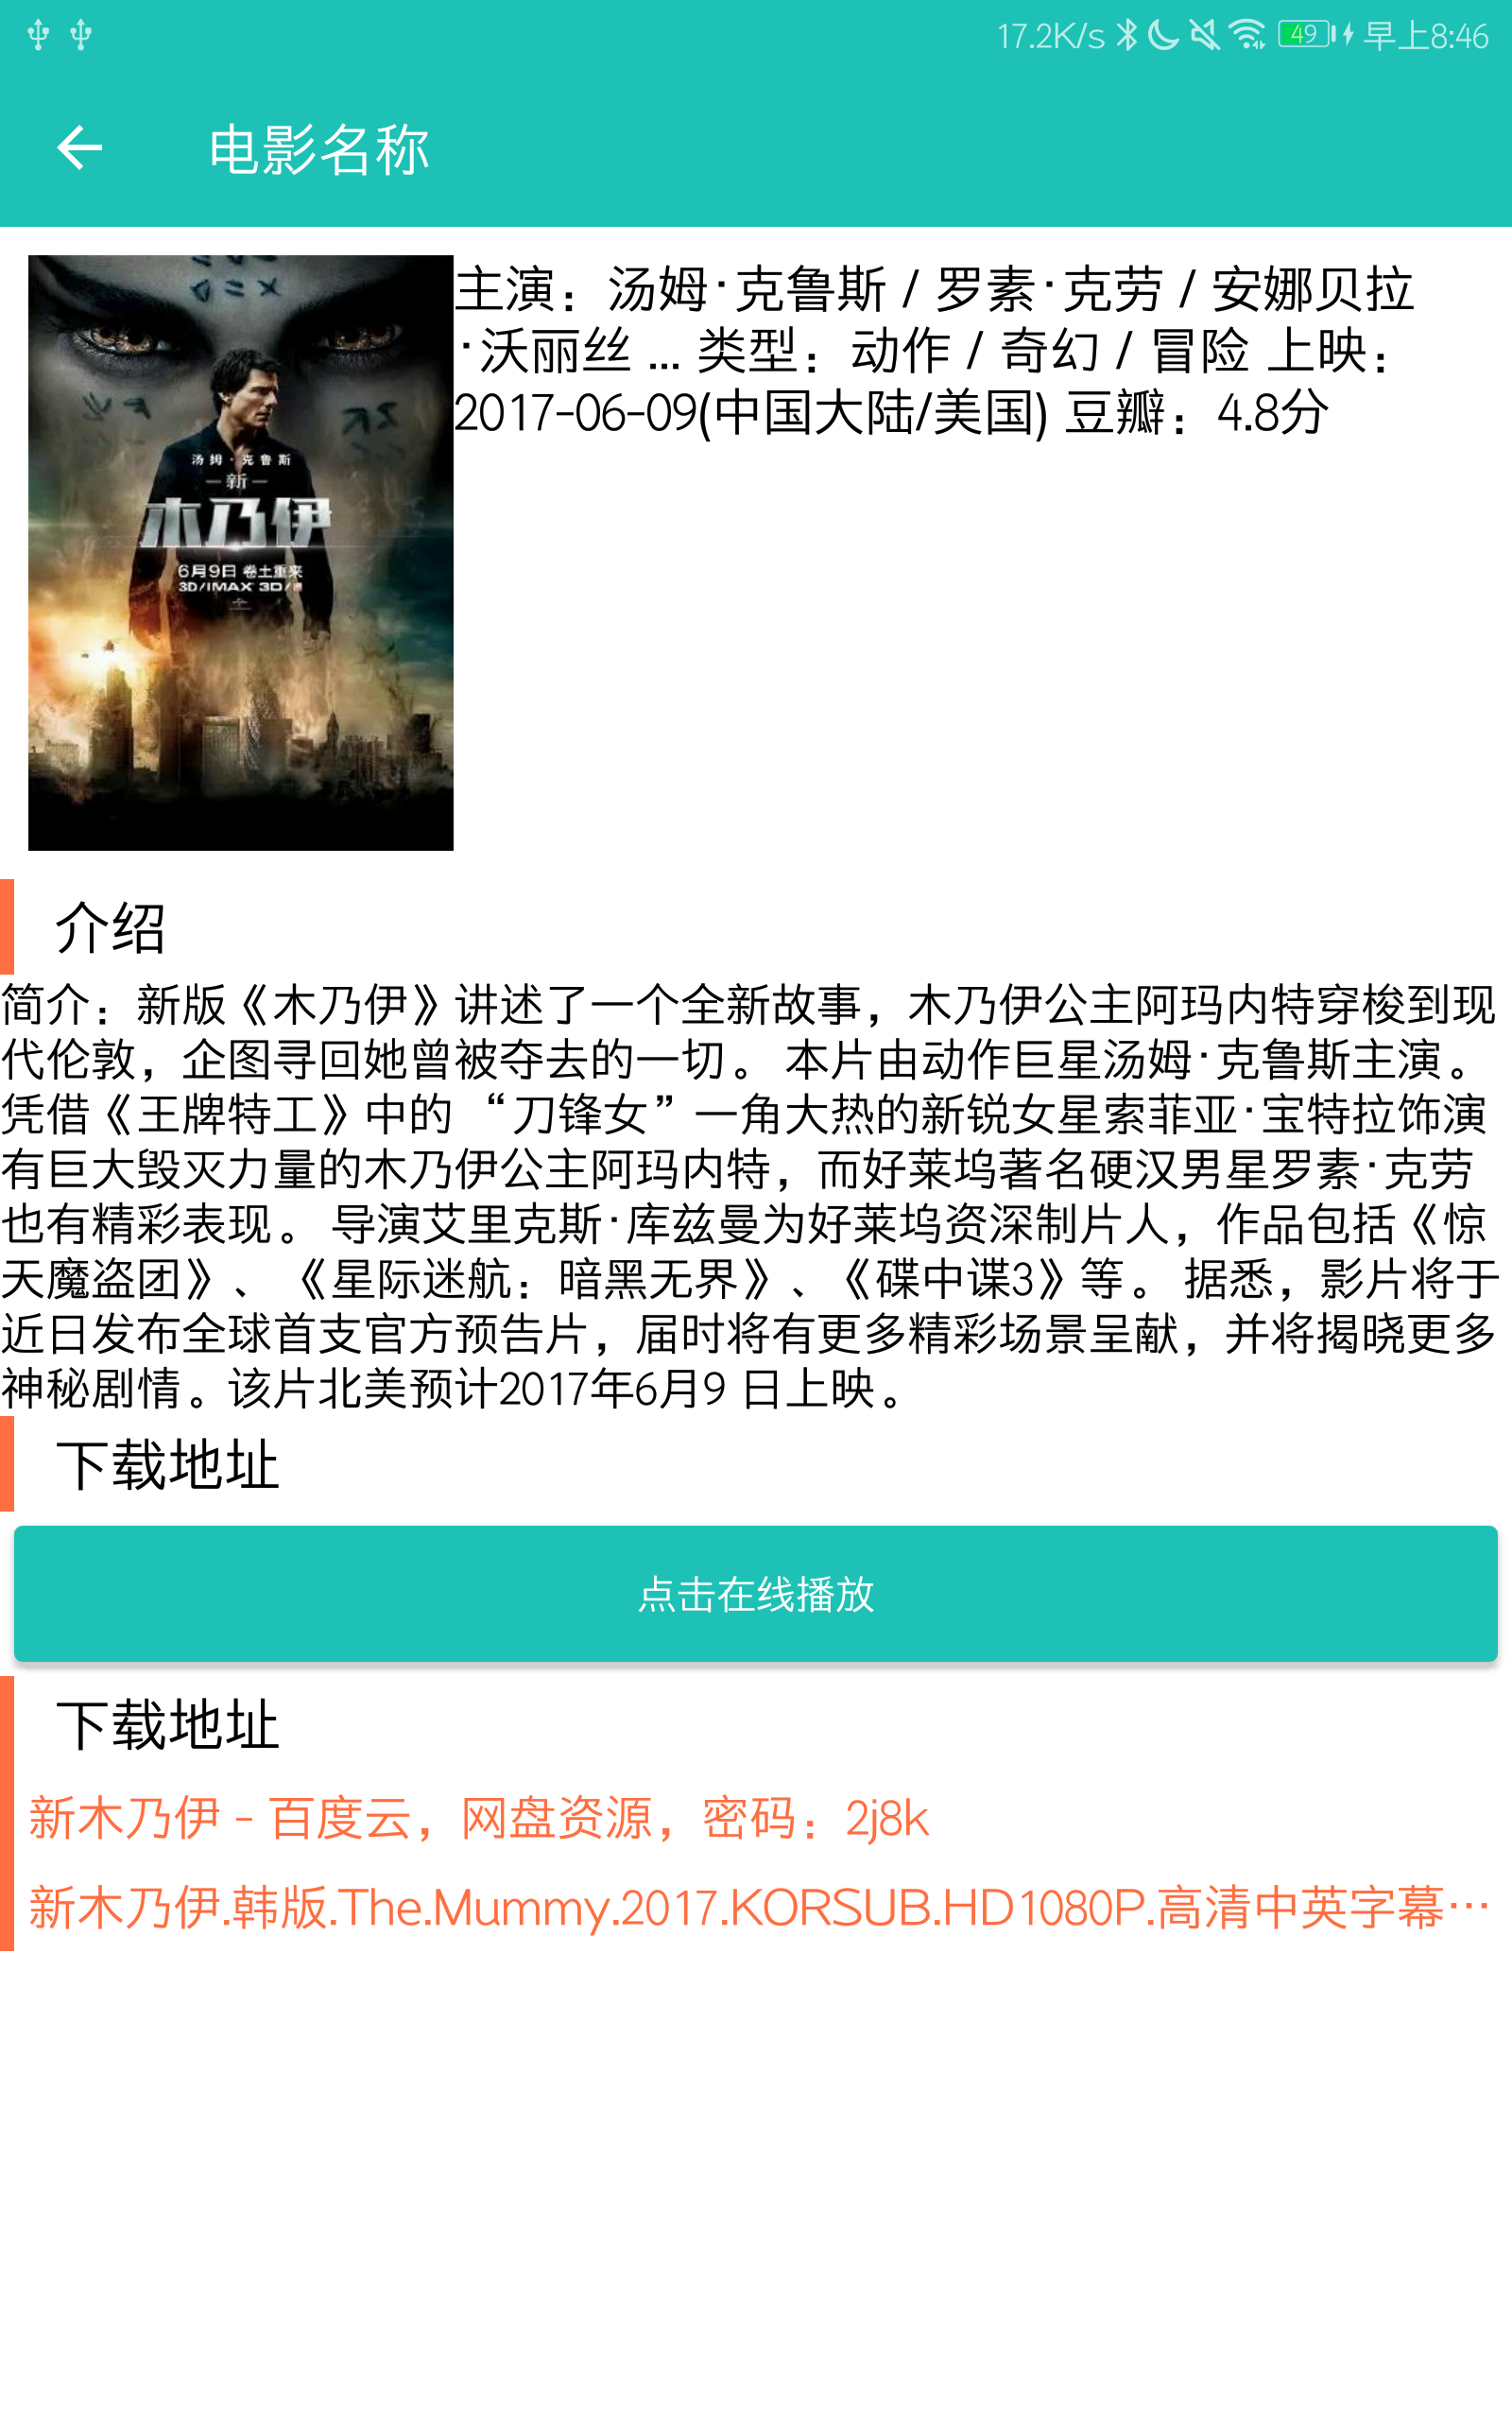 17.2K/s 49 早上8:46
电影名称
主演：汤姆·克鲁斯 / 罗素·克劳 / 安娜贝拉
·沃丽丝 ... 类型：动作 / 奇幻 / 冒险 上映：
2017-06-09(中国大陆/美国) 豆瓣：4.8分
汤姆·克鲁斯
新
木乃伊
6月9日 卷土重来
3D/IMAX 3D/
介绍
简介：新版《木乃伊》讲述了一个全新故事，木乃伊公主阿玛内特穿梭到现
代伦敦，企图寻回她曾被夺去的一切。 本片由动作巨星汤姆·克鲁斯主演。
凭借《王牌特工》中的 “刀锋女”一角大热的新锐女星索菲亚·宝特拉饰演
有巨大毁灭力量的木乃伊公主阿玛内特，而好莱坞著名硬汉男星罗素·克劳
也有精彩表现。 导演艾里克斯·库兹曼为好莱坞资深制片人，作品包括《惊
天魔盗团》、 《星际迷航：暗黑无界》、《碟中谍3》等。 据悉，影片将于
近日发布全球首支官方预告片，届时将有更多精彩场景呈献，并将揭晓更多
神秘剧情。该片北美预计2017年6月9 日上映。
下载地址
点击在线播放
下载地址
新木乃伊 - 百度云，网盘资源，密码：2j8k
新木乃伊.韩版.The.Mummy.2017.KORSUB.HD1080P.高清中英字幕…